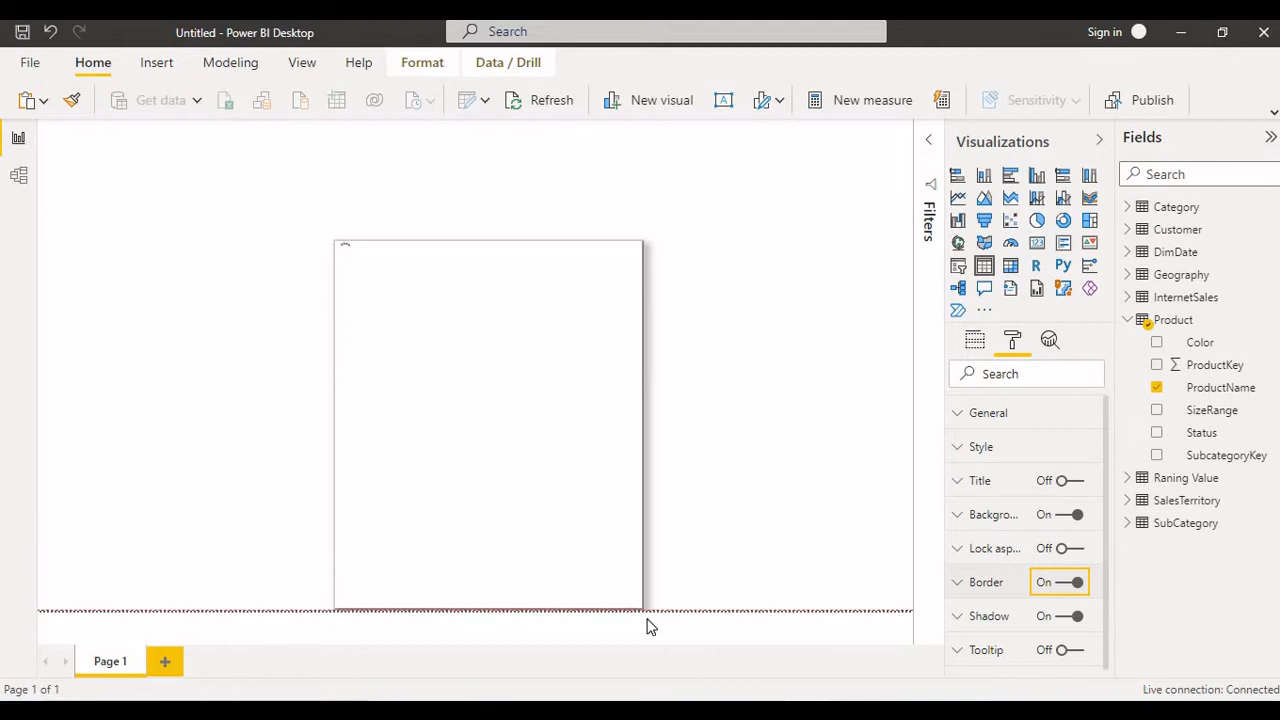 Untitled - Power BI Desktop
Search
Sign in
File
Home
Insert
Modeling
View
Help
Format
Data / Drill
Get data
Refresh
New visual
A
New measure
Sensitivity
Publish
Visualizations
Fields
Filters
Search
Category
Customer
DimDate
Geography
InternetSales
Product
Color
ProductKey
ProductName
SizeRange
Status
SubcategoryKey
Raning Value
SalesTerritory
SubCategory
123
R
Py
Search
General
Style
Title Off
Backgro... On
Lock asp... Off
Border On
Shadow On
Tooltip Off
Page 1
Page 1 of 1
Live connection: Connected